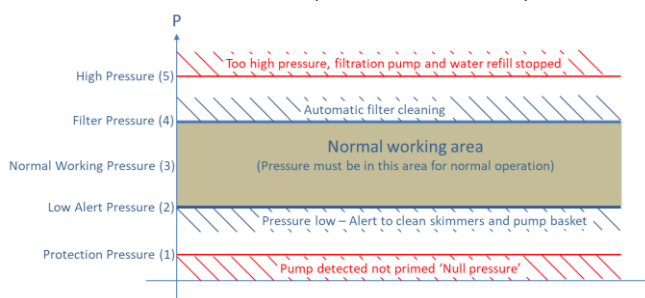 P
Too high pressure, filtration pump and water refill stopped
High Pressure (5)
Automatic filter cleaning
Filter Pressure (4)
Normal working area
Normal Working Pressure (3)
(Pressure must be in this area for normal operation)
Low Alert Pressure (2)
Pressure low – Alert to clean skimmers and pump basket
Protection Pressure (1)
Pump detected not primed ‘Null pressure’